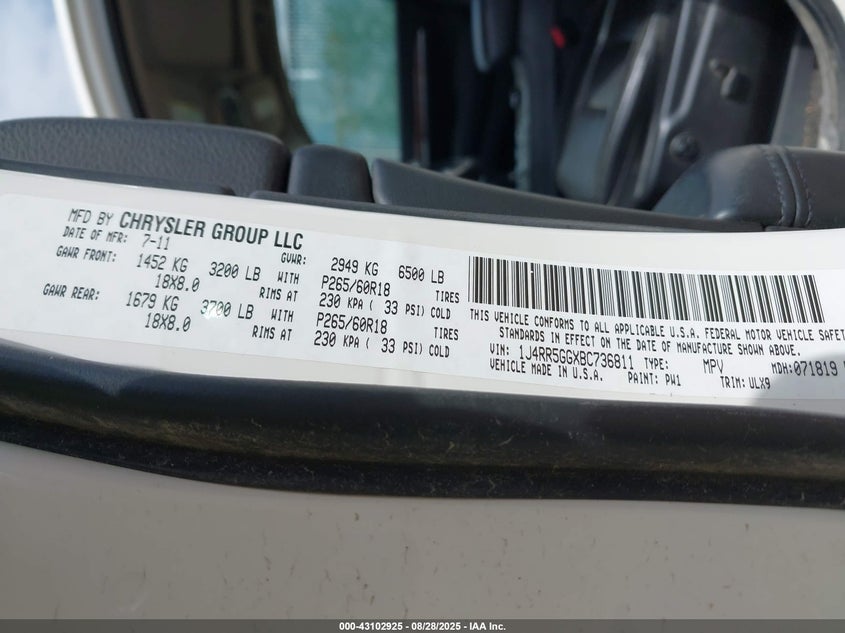 MFD BY CHRYSLER GROUP LLC
DATE OF MFR: 7-11 GVWR: 2949 KG 6500 LB
GAWR FRONT: 1452 KG 3200 LB WITH P265/60R18 TIRES
18X8.0 RIMS AT 230 KPA ( 33 PSI) COLD
GAWR REAR: 1679 KG 3700 LB WITH P265/60R18 TIRES
18X8.0 RIMS AT 230 KPA ( 33 PSI) COLD
THIS VEHICLE CONFORMS TO ALL APPLICABLE U.S.A. FEDERAL MOTOR VEHICLE SAFET
STANDARDS IN EFFECT ON THE DATE OF MANUFACTURE SHOWN ABOVE.
VIN: 1J4RR5GGXBC736811 TYPE: MPV MDH:071819
VEHICLE MADE IN U.S.A. PAINT: PW1 TRIM: ULX9
000-43102925 - 08/28/2025 - IAA Inc.